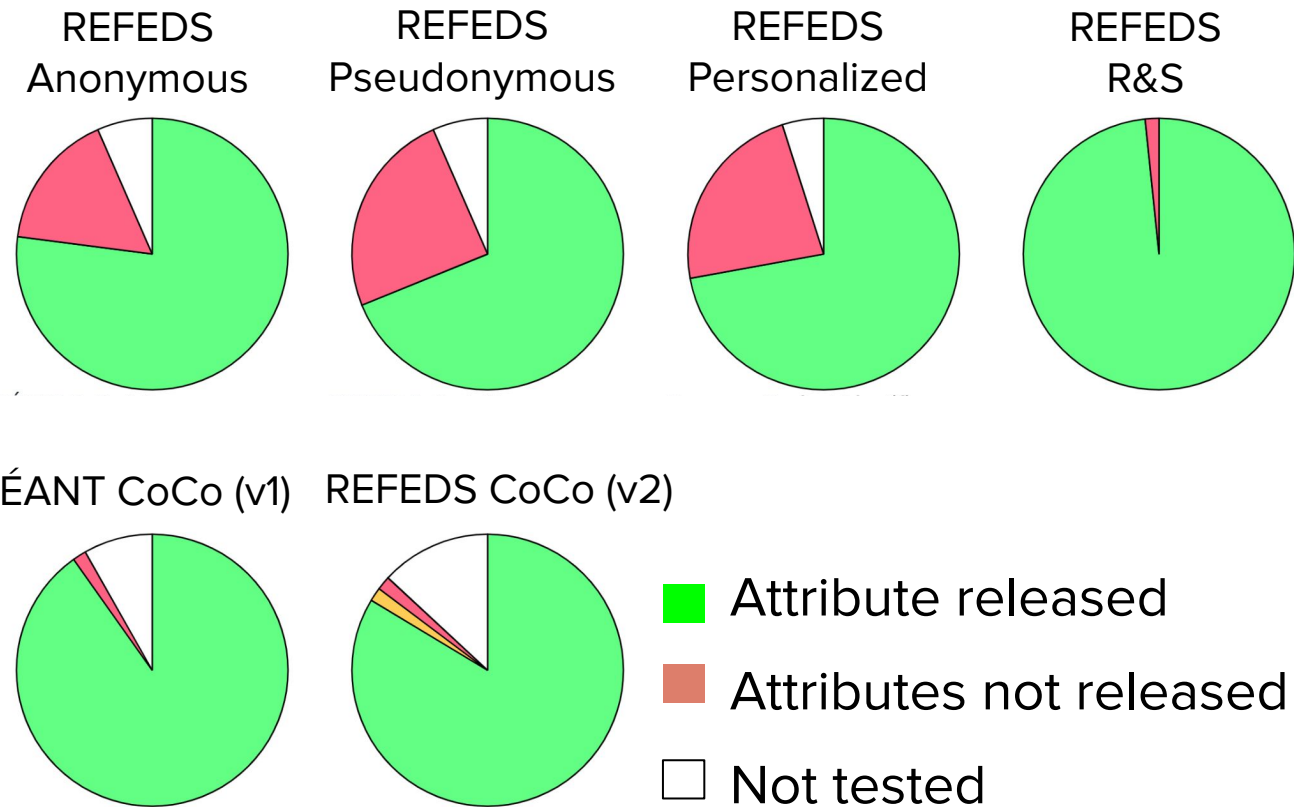 REFEDS
Anonymous
REFEDS
Pseudonymous
REFEDS
Personalized
REFEDS
R&S
ÉANT CoCo (v1)
REFEDS CoCo (v2)
Attribute released
Attributes not released
Not tested